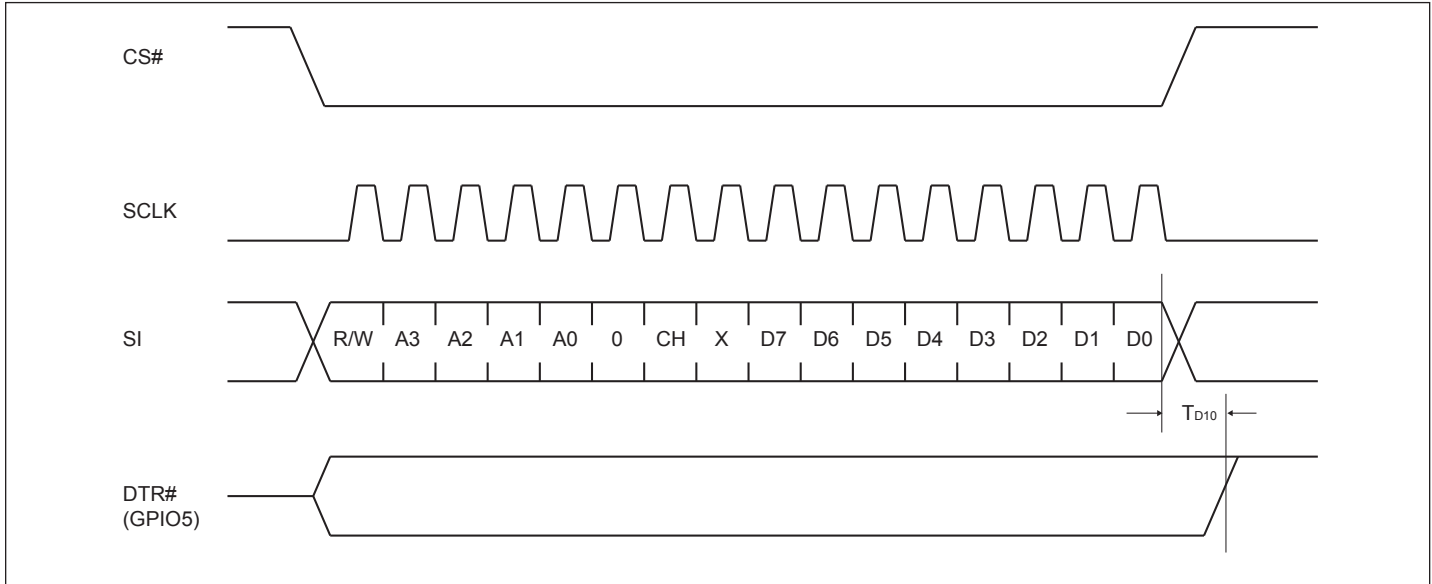 CS#
SCLK
SI
R/W A3 A2 A1 A0 0 CH X D7 D6 D5 D4 D3 D2 D1 D0
TD10
DTR#
(GPIO5)